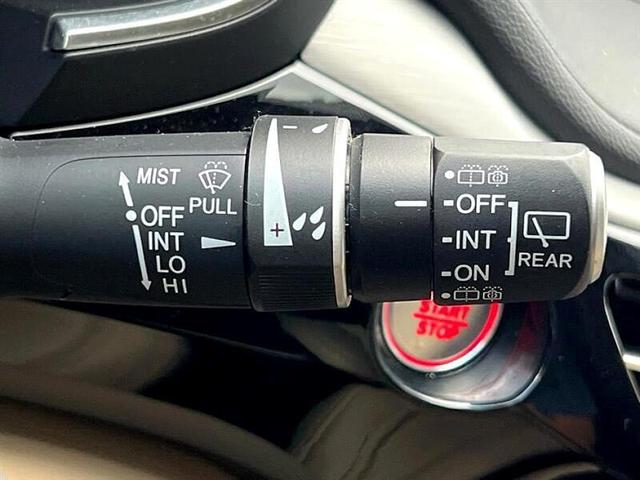 MIST
OFF
PULL
INT
LO
HI
- 
+
OFF
INT
ON
REAR
START
STOP